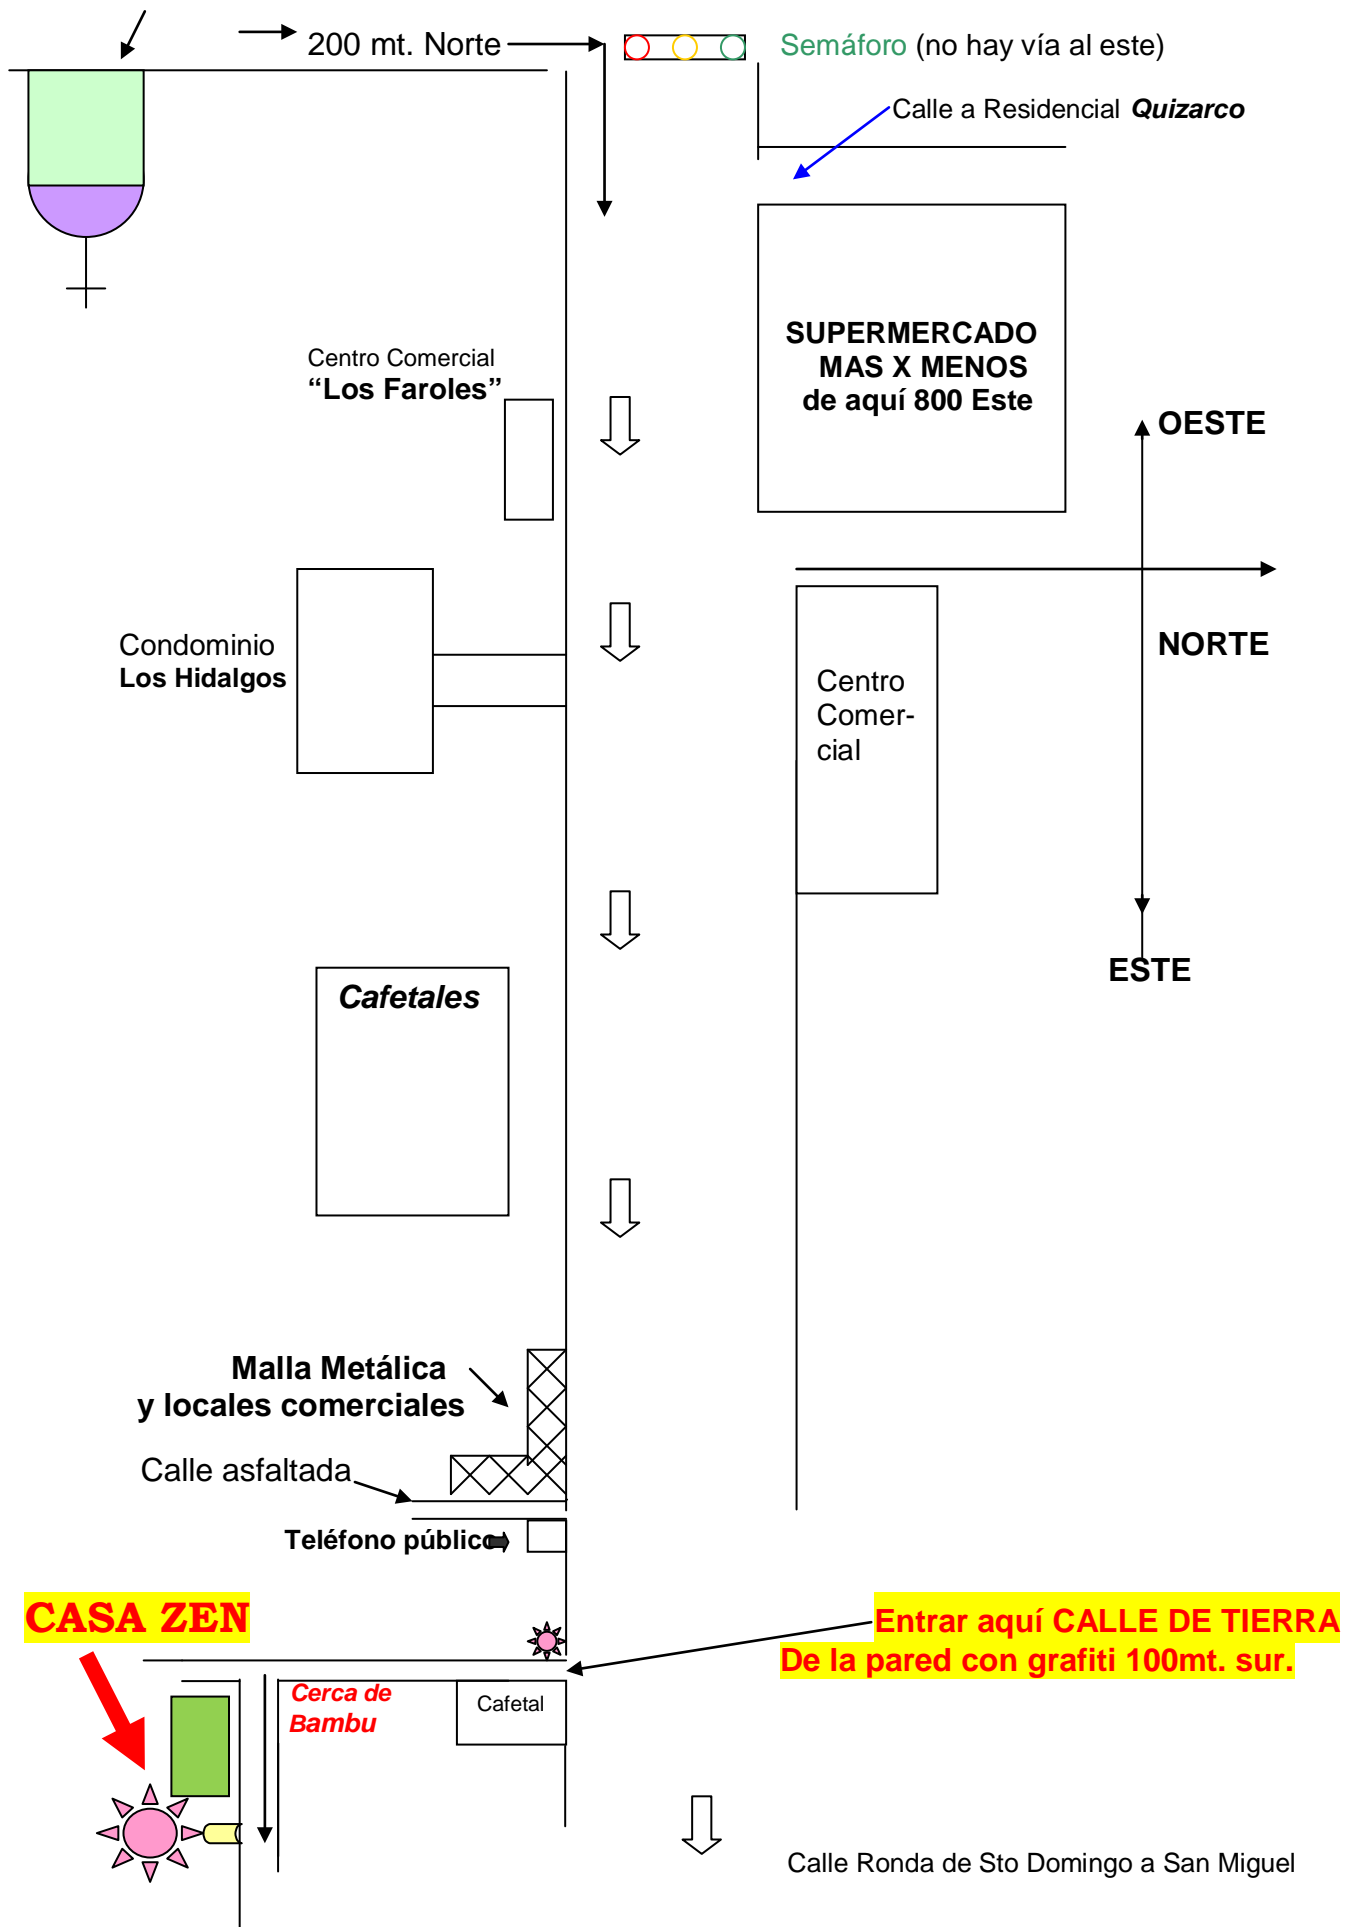 200 mt. Norte
Semáforo (no hay vía al este)
Calle a Residencial Quizarco
SUPERMERCADO
MAS X MENOS
de aquí 800 Este
Centro Comercial
“Los Faroles”
OESTE
Condominio
Los Hidalgos
NORTE
Centro
Comer-
cial
ESTE
Cafetales
Malla Metálica
y locales comerciales
Calle asfaltada
Teléfono público
CASA ZEN
Entrar aquí CALLE DE TIERRA
De la pared con grafiti 100mt. sur.
Cerca de
Bambu
Cafetal
Calle Ronda de Sto Domingo a San Miguel